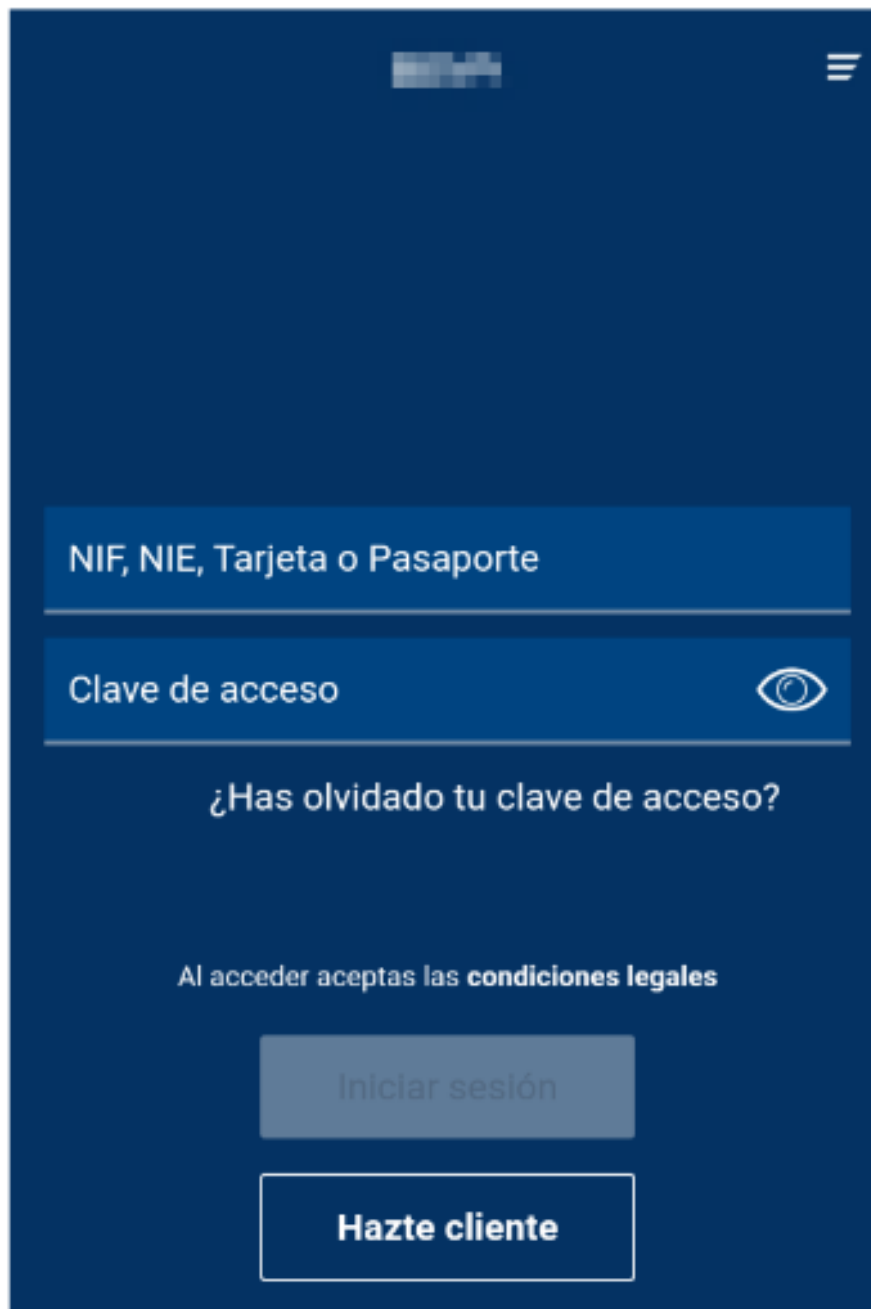 NIF, NIE, Tarjeta o Pasaporte
Clave de acceso
¿Has olvidado tu clave de acceso?
Al acceder aceptas las condiciones legales
Iniciar sesión
Hazte cliente